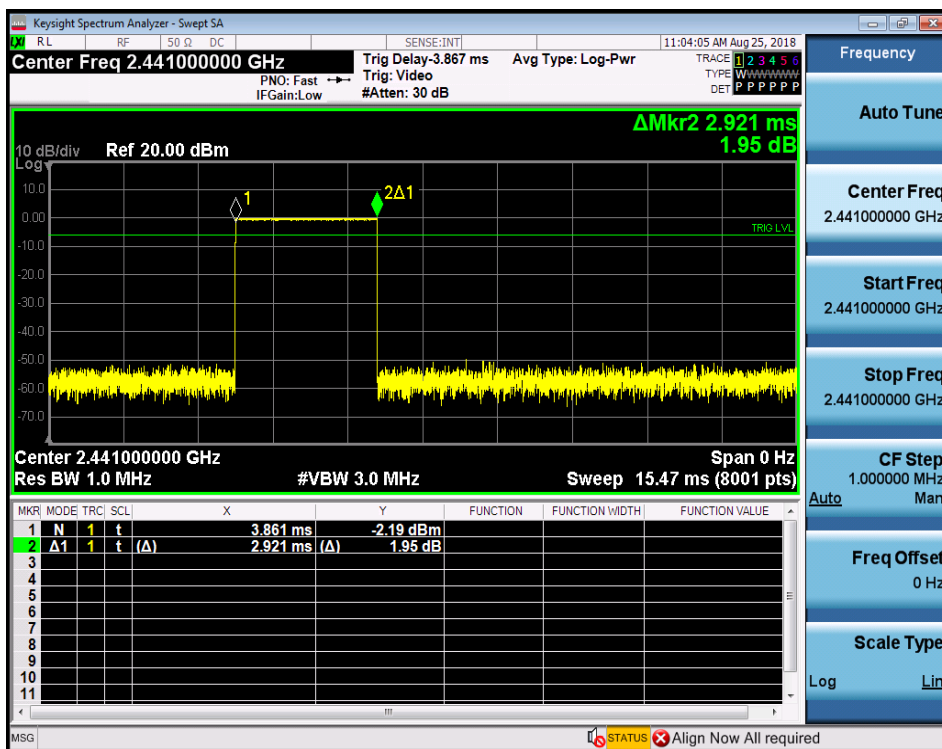 Keysight Spectrum Analyzer - Swept SA
LXI RL RF 50 Ω DC SENSE:INT 11:04:05 AM Aug 25, 2018
Center Freq 2.441000000 GHz
PNO: Fast
IFGain:Low
Trig Delay-3.867 ms
Trig: Video
#Atten: 30 dB
Avg Type: Log-Pwr
TRACE 1 2 3 4 5 6
TYPE WWWWWW
DET P P P P P P
ΔMkr2 2.921 ms
1.95 dB
10 dB/div Ref 20.00 dBm
Log
10.0
0.00
-10.0
-20.0
-30.0
-40.0
-50.0
-60.0
-70.0
1
2Δ1
TRIG LVL
Center 2.441000000 GHz Span 0 Hz
Res BW 1.0 MHz #VBW 3.0 MHz Sweep 15.47 ms (8001 pts)
MKR MODE TRC SCL X Y FUNCTION FUNCTION WIDTH FUNCTION VALUE
1 N 1 t 3.861 ms -2.19 dBm
2 Δ1 1 t (Δ) 2.921 ms (Δ) 1.95 dB
3
4
5
6
7
8
9
10
11
MSG STATUS Align Now All required
Frequency
Auto Tune
Center Freq
2.441000000 GHz
Start Freq
2.441000000 GHz
Stop Freq
2.441000000 GHz
CF Step
1.000000 MHz
Auto Man
Freq Offset
0 Hz
Scale Type
Log Lin